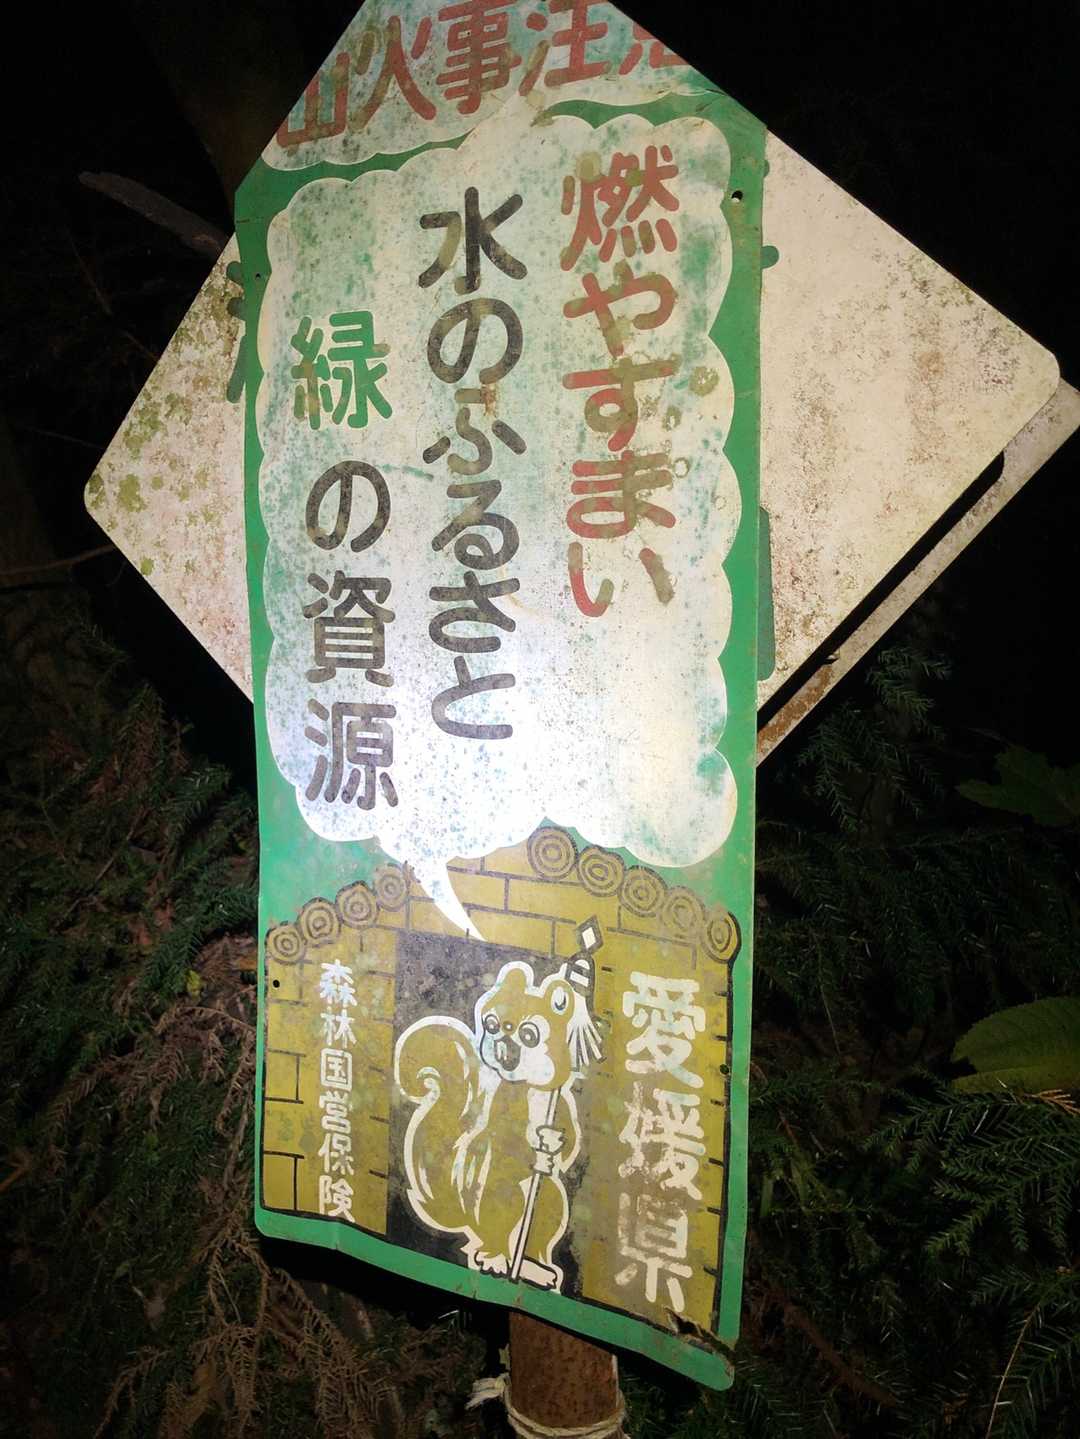 山火事注意
燃やすまい
水のふるさと
緑の資源
愛媛県
森林国営保険